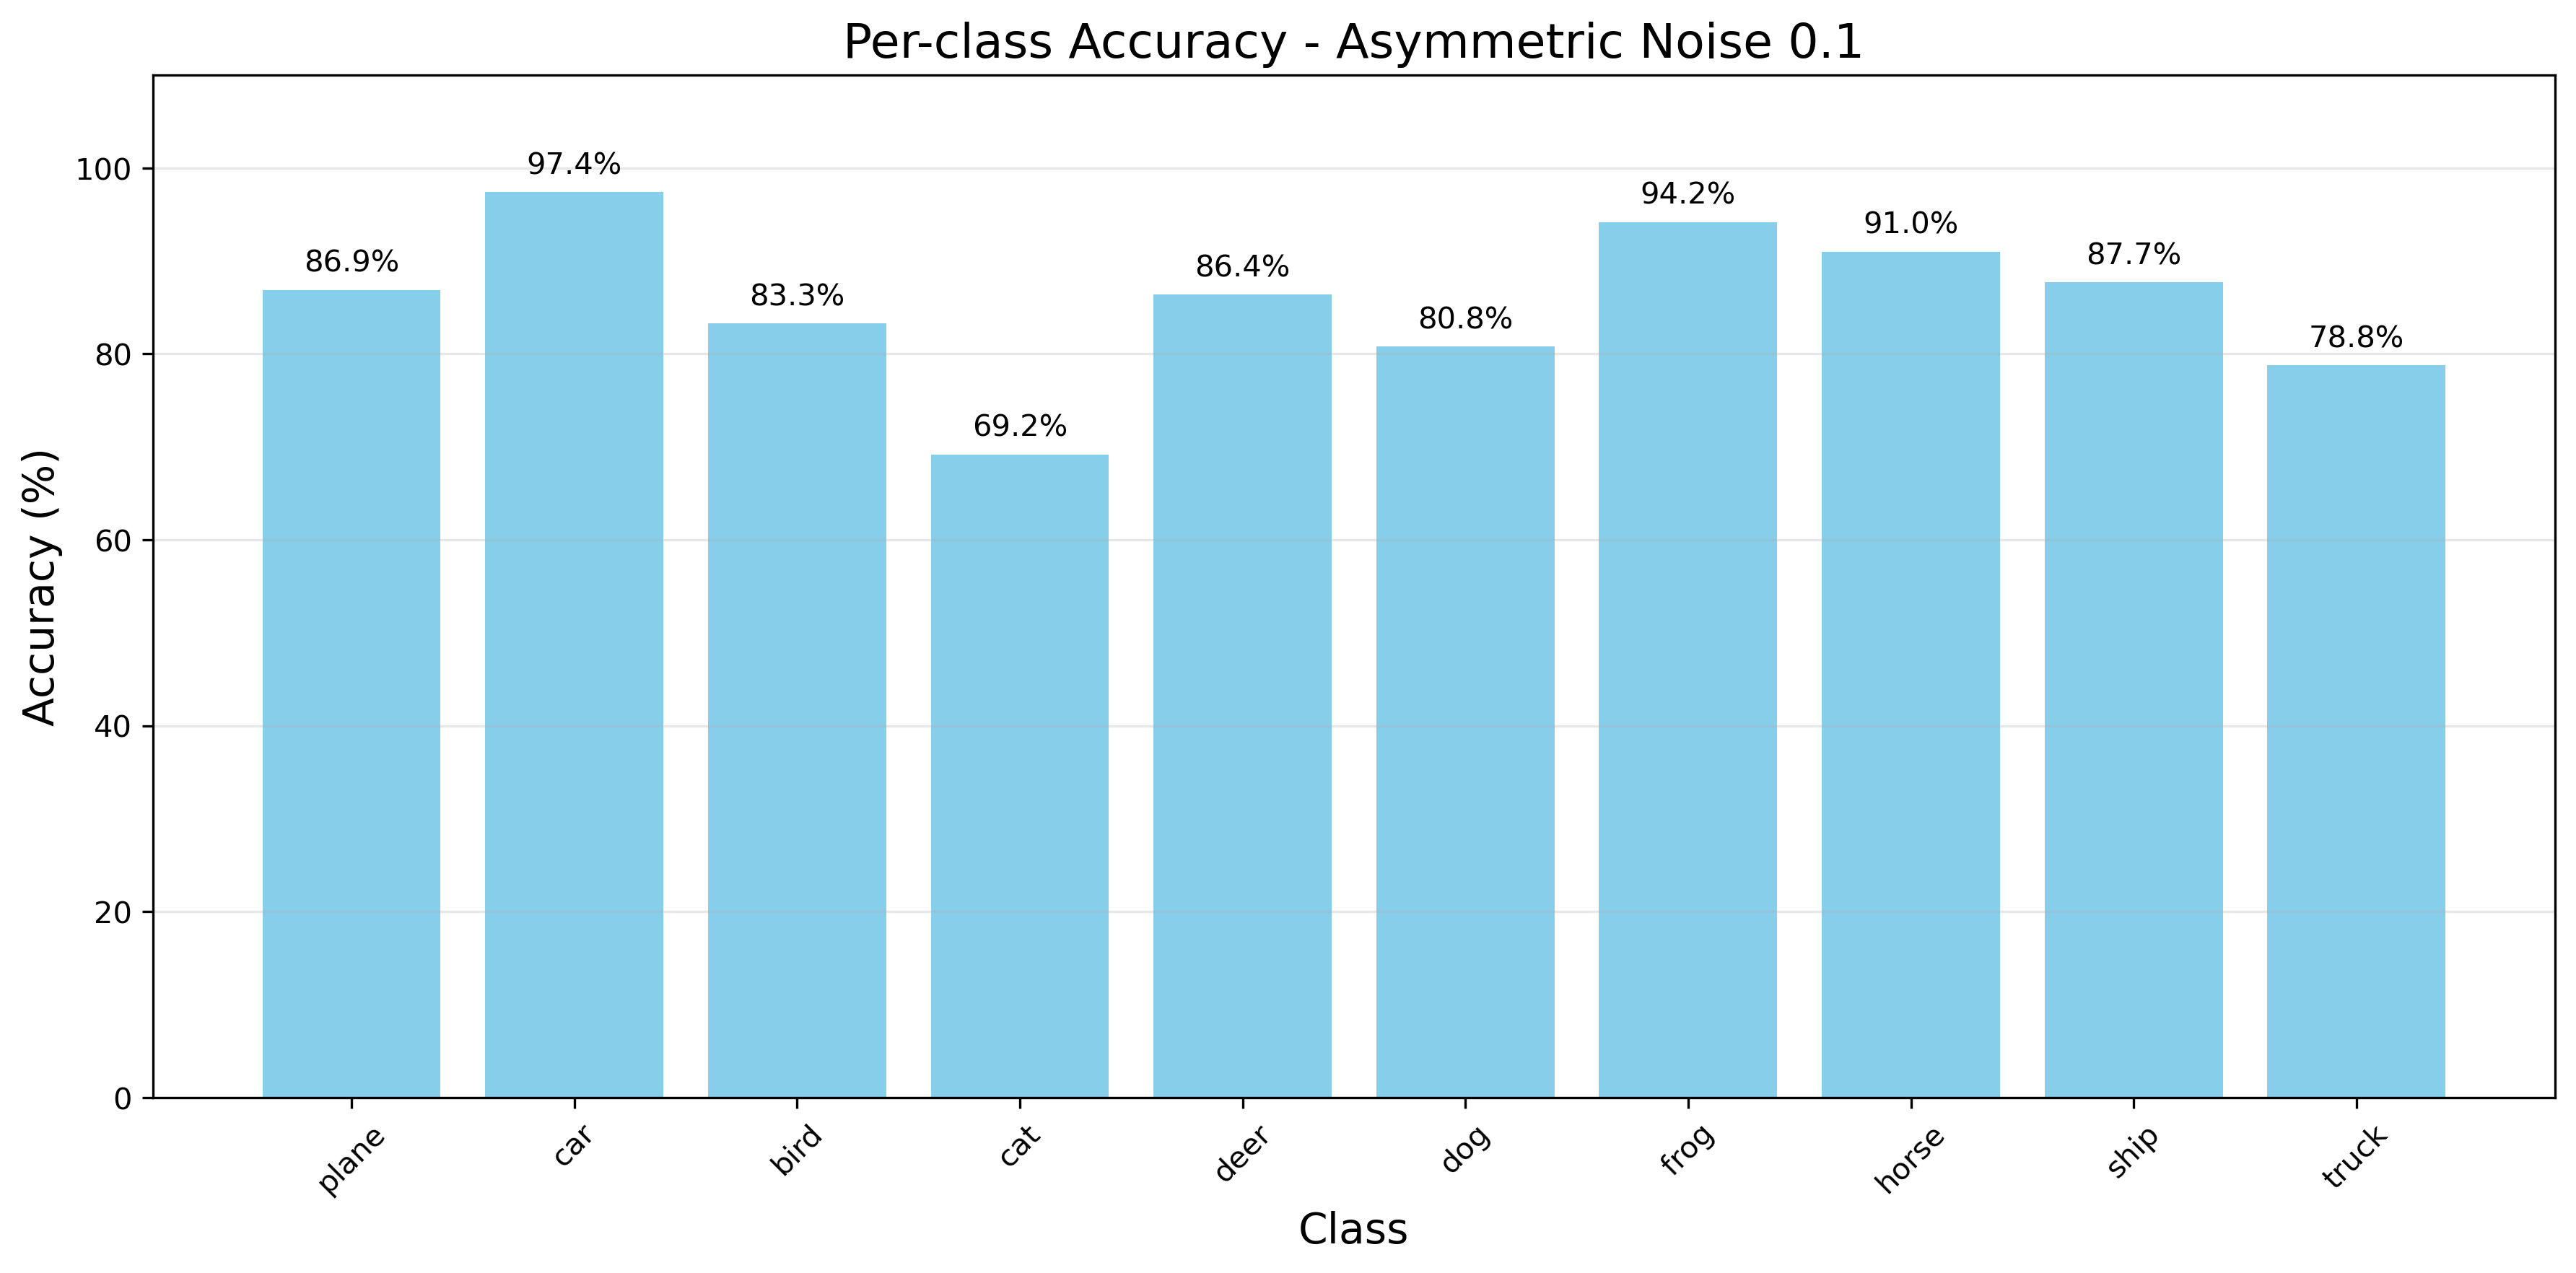 Per-class Accuracy - Asymmetric Noise 0.1
Accuracy (%)
100
80
60
40
20
0
86.9%
97.4%
83.3%
69.2%
86.4%
80.8%
94.2%
91.0%
87.7%
78.8%
plane
car
bird
cat
deer
dog
frog
horse
ship
truck
Class